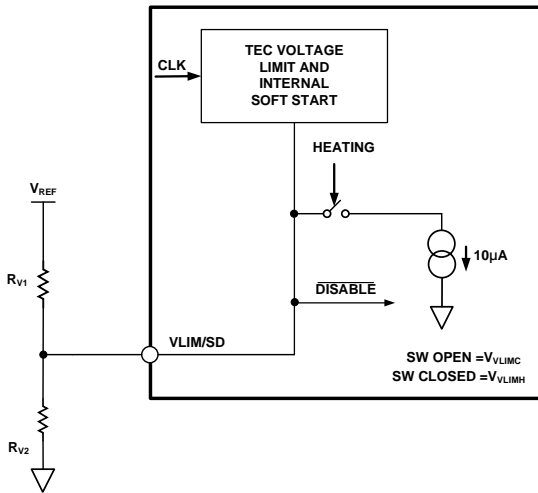 TEC VOLTAGE
LIMIT AND
INTERNAL
SOFT START
CLK
HEATING
VREF
10µA
RV1
DISABLE
VLIM/SD
SW OPEN =VVLIMC
SW CLOSED =VVLIMH
RV2